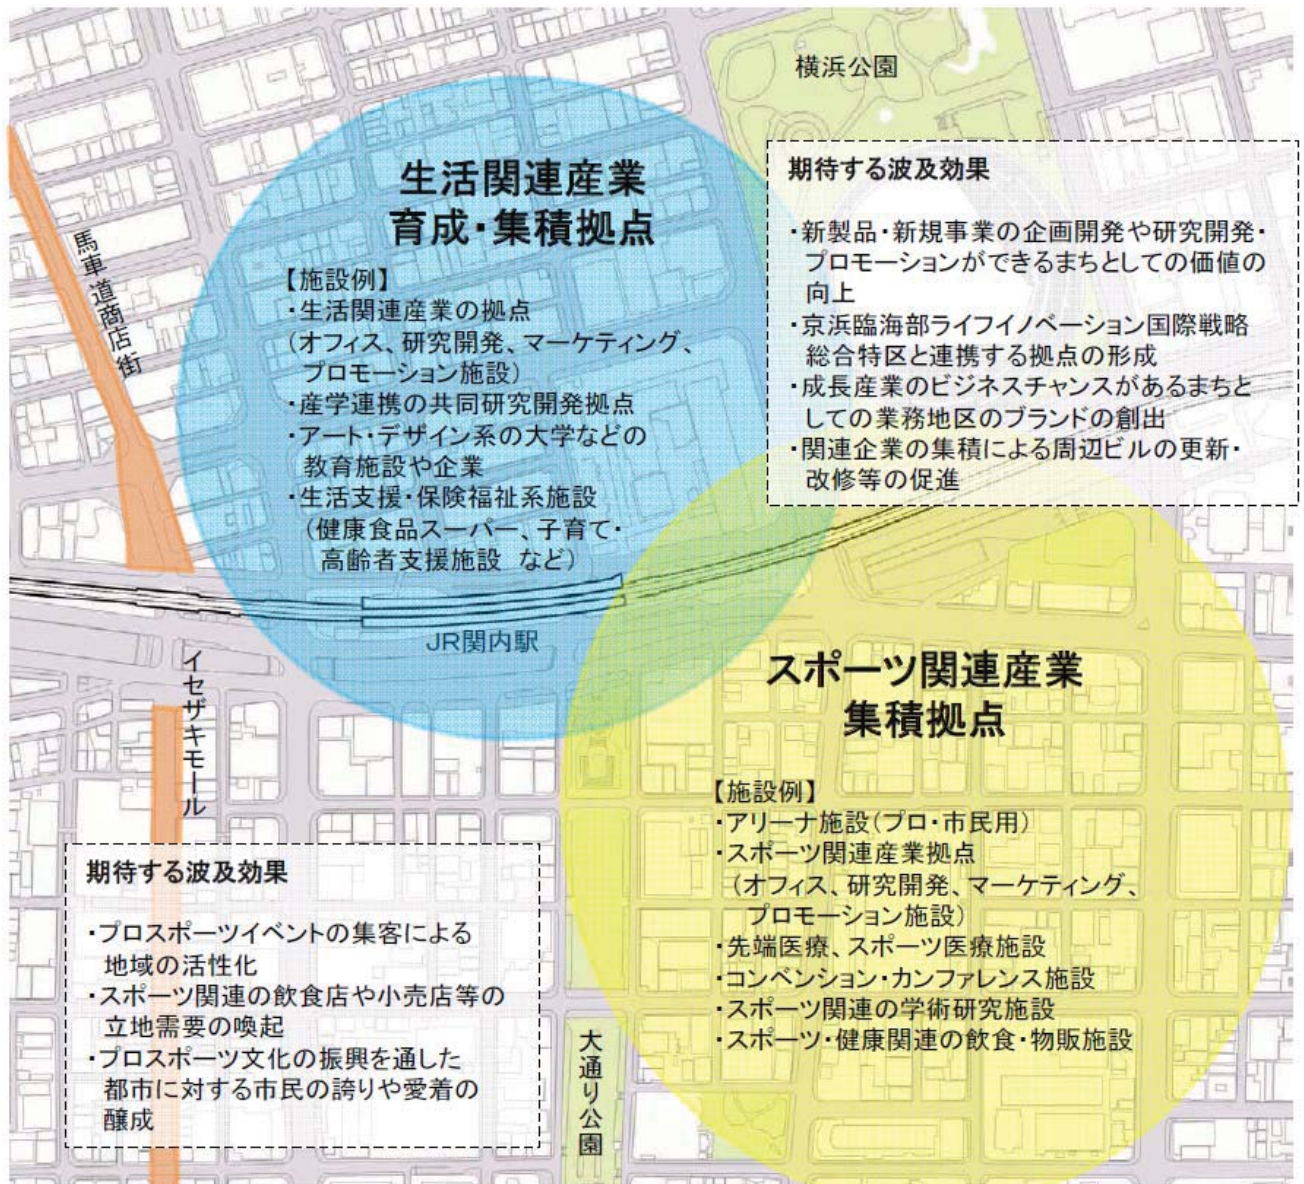 横浜公園
生活関連産業
育成・集積拠点
【施設例】
・生活関連産業の拠点
(オフィス、研究開発、マーケティング、
プロモーション施設)
・産学連携の共同研究開発拠点
・アート・デザイン系の大学などの
教育施設や企業
・生活支援・保険福祉系施設
(健康食品スーパー、子育て・
高齢者支援施設 など)
期待する波及効果
・新製品・新規事業の企画開発や研究開発・
プロモーションができるまちとしての価値の
向上
・京浜臨海部ライフイノベーション国際戦略
総合特区と連携する拠点の形成
・成長産業のビジネスチャンスがあるまちと
しての業務地区のブランドの創出
・関連企業の集積による周辺ビルの更新・
改修等の促進
馬車道商店街
JR関内駅
イセザキモール
スポーツ関連産業
集積拠点
【施設例】
・アリーナ施設(プロ・市民用)
・スポーツ関連産業拠点
(オフィス、研究開発、マーケティング、
プロモーション施設)
・先端医療、スポーツ医療施設
・コンベンション・カンファレンス施設
・スポーツ関連の学術研究施設
・スポーツ・健康関連の飲食・物販施設
期待する波及効果
・プロスポーツイベントの集客による
地域の活性化
・スポーツ関連の飲食店や小売店等の
立地需要の喚起
・プロスポーツ文化の振興を通した
都市に対する市民の誇りや愛着の
醸成
大通り公園